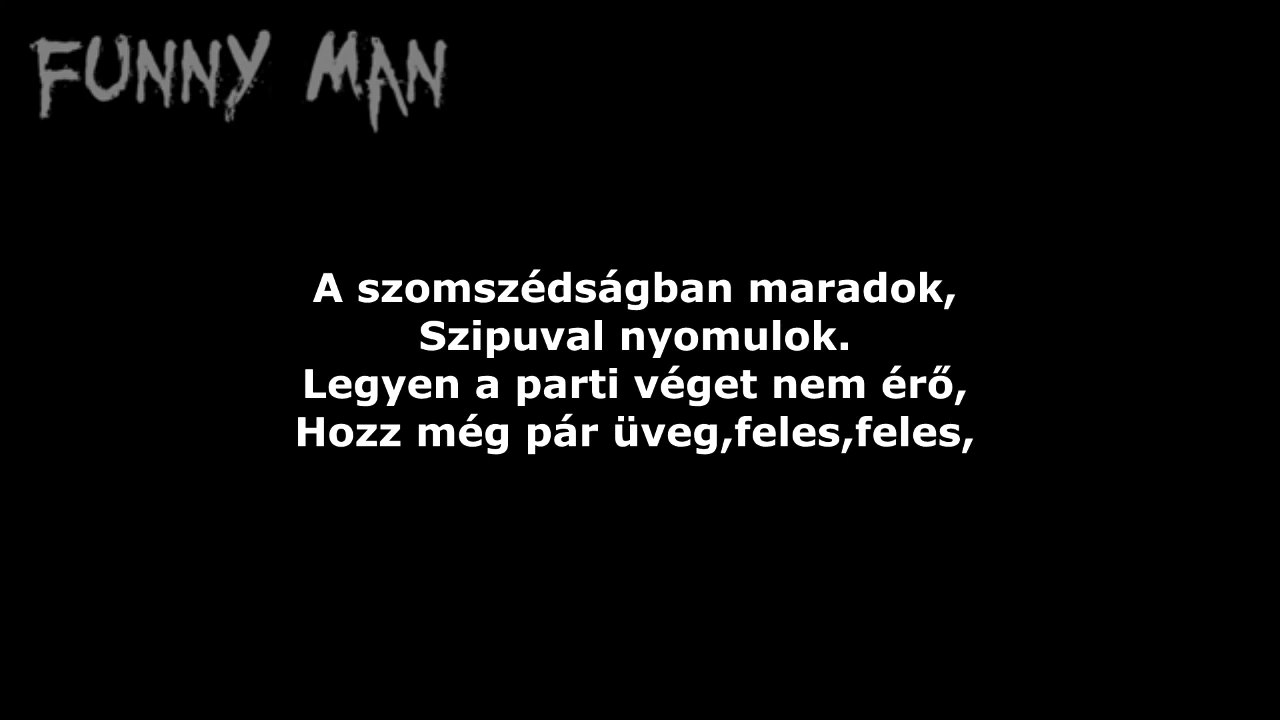 FUNNY MAN
A szomszédságban maradok,
Szipuval nyomulok.
Legyen a parti véget nem érő,
Hozz még pár üveg,feles,feles,